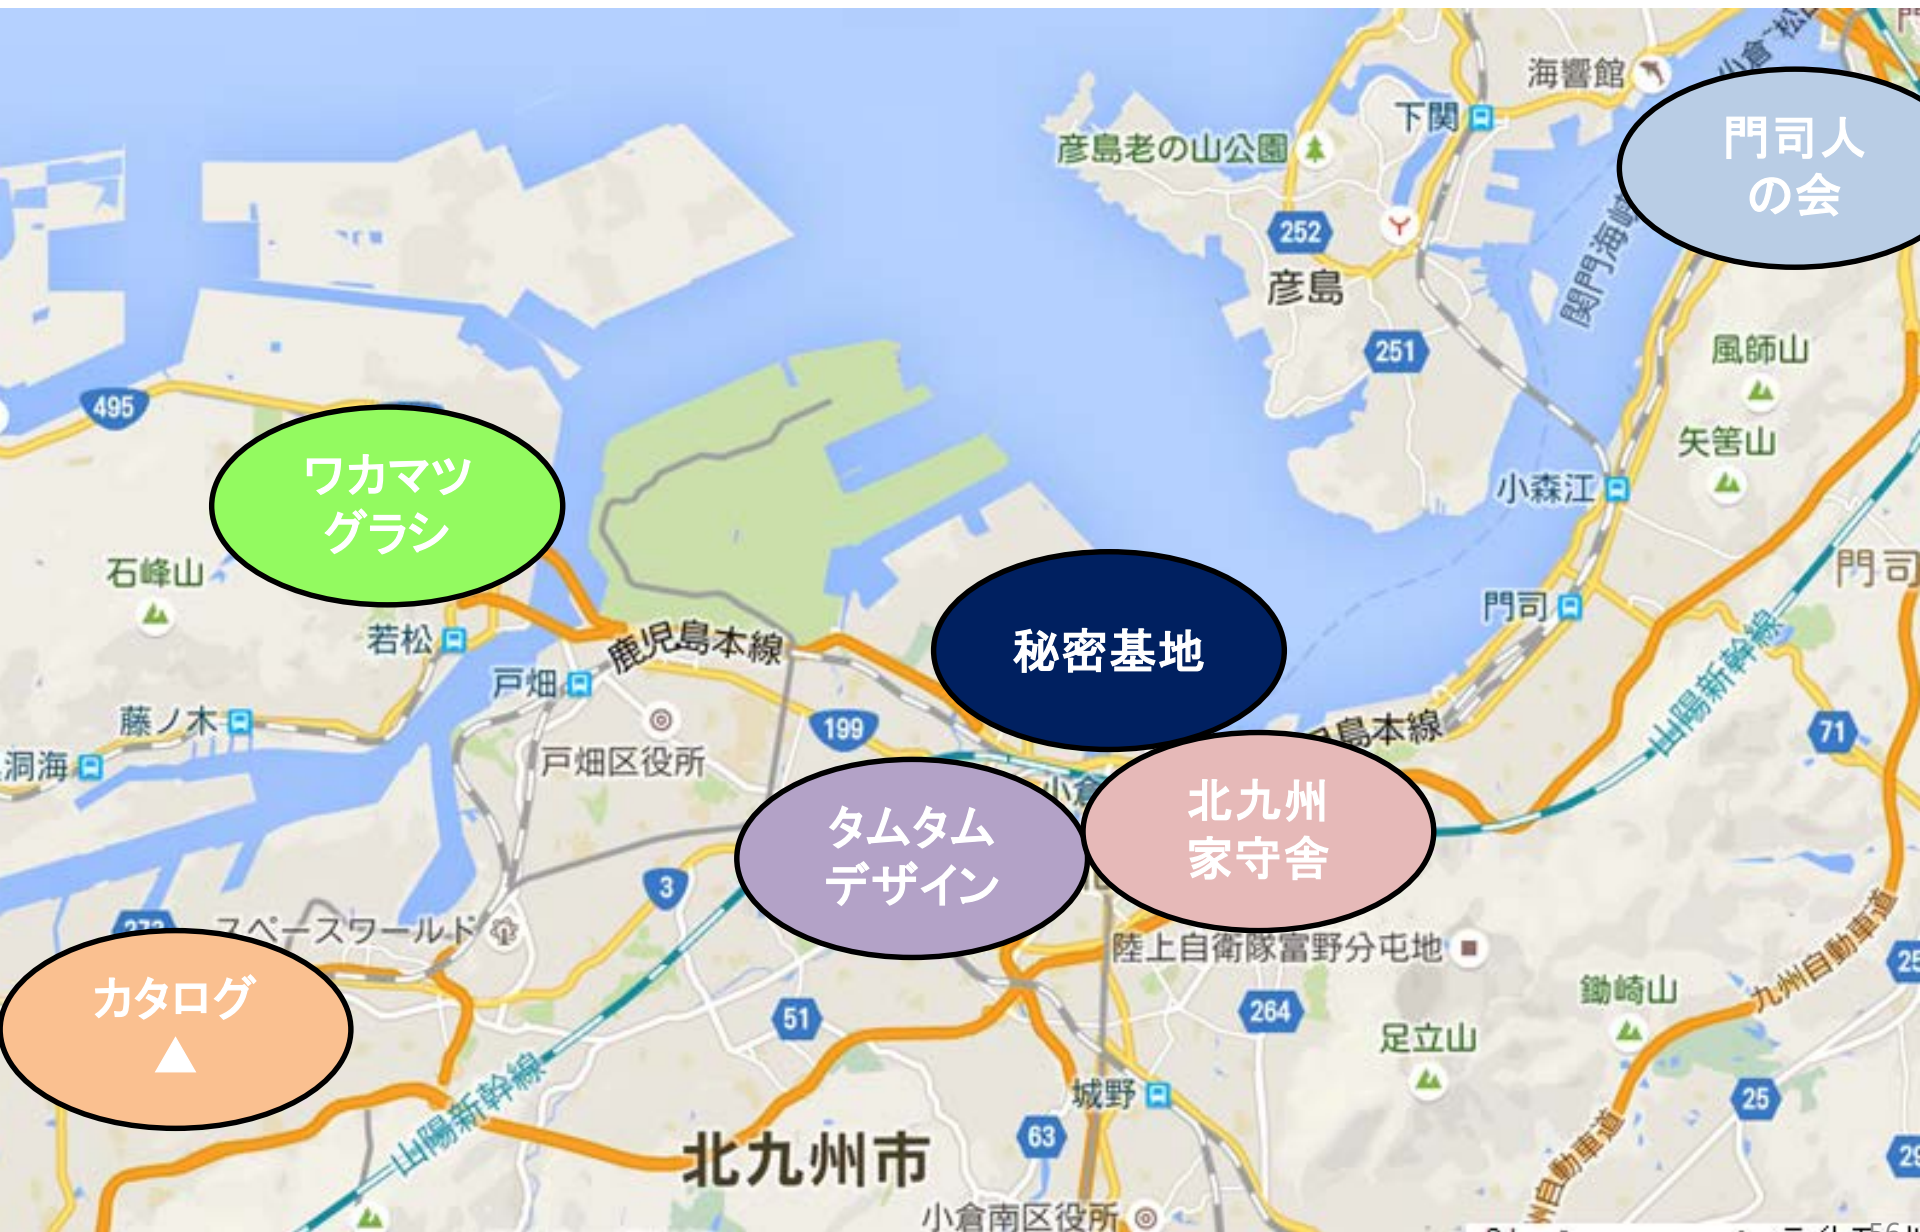 海響館
下関
門司人
の会
彦島老の山公園
252
関門海峡
彦島
251
風師山
495
矢筈山
ワカマツ
グラシ
小森江
石峰山
門司
門司
秘密基地
若松
鹿児島本線
戸畑
山陽新幹線
藤ノ木
199
71
戸畑区役所
洞海
タムタム
デザイン
北九州
家守舎
3
スペースワールド
陸上自衛隊富野分屯地
九州自動車道
カタログ
▲
51
264
鋤崎山
足立山
山陽新幹線
城野
25
63
北九州市
自動車道
小倉南区役所